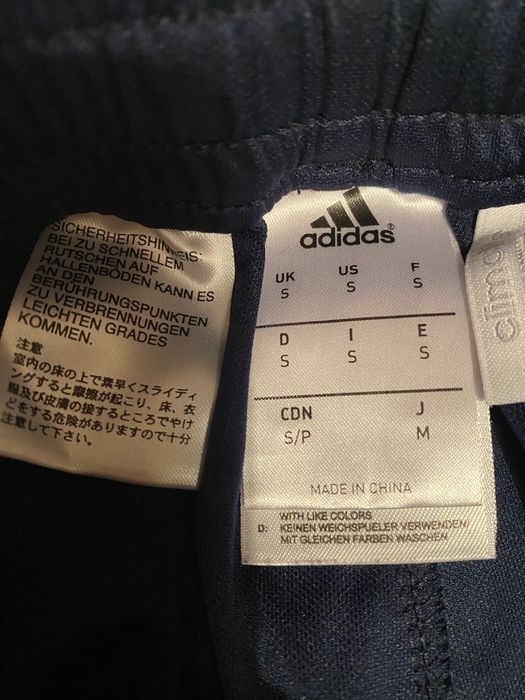 SICHERHEITSHINWEIS:
BEI ZU SCHNELLEM
RUTSCHEN AUF
HALLENBÖDEN KANN ES
BERÜHRUNGSPUNKTEN
ZU VERBRENNUNGEN
LEICHTEN GRADES
KOMMEN.
注意
室内の床の上で素早くスライディ
ングすると摩擦が起こり、床、衣
服及び皮膚の接するところでやけ
どをする危険がありますので十分
注意して下さい。
adidas®
UK US F
S S S
D I E
S S S
CDN J
S/P M
MADE IN CHINA
WITH LIKE COLORS
D: KEINEN WEICHSPUELER VERWENDEN/
MIT GLEICHEN FARBEN WASCHEN
clima